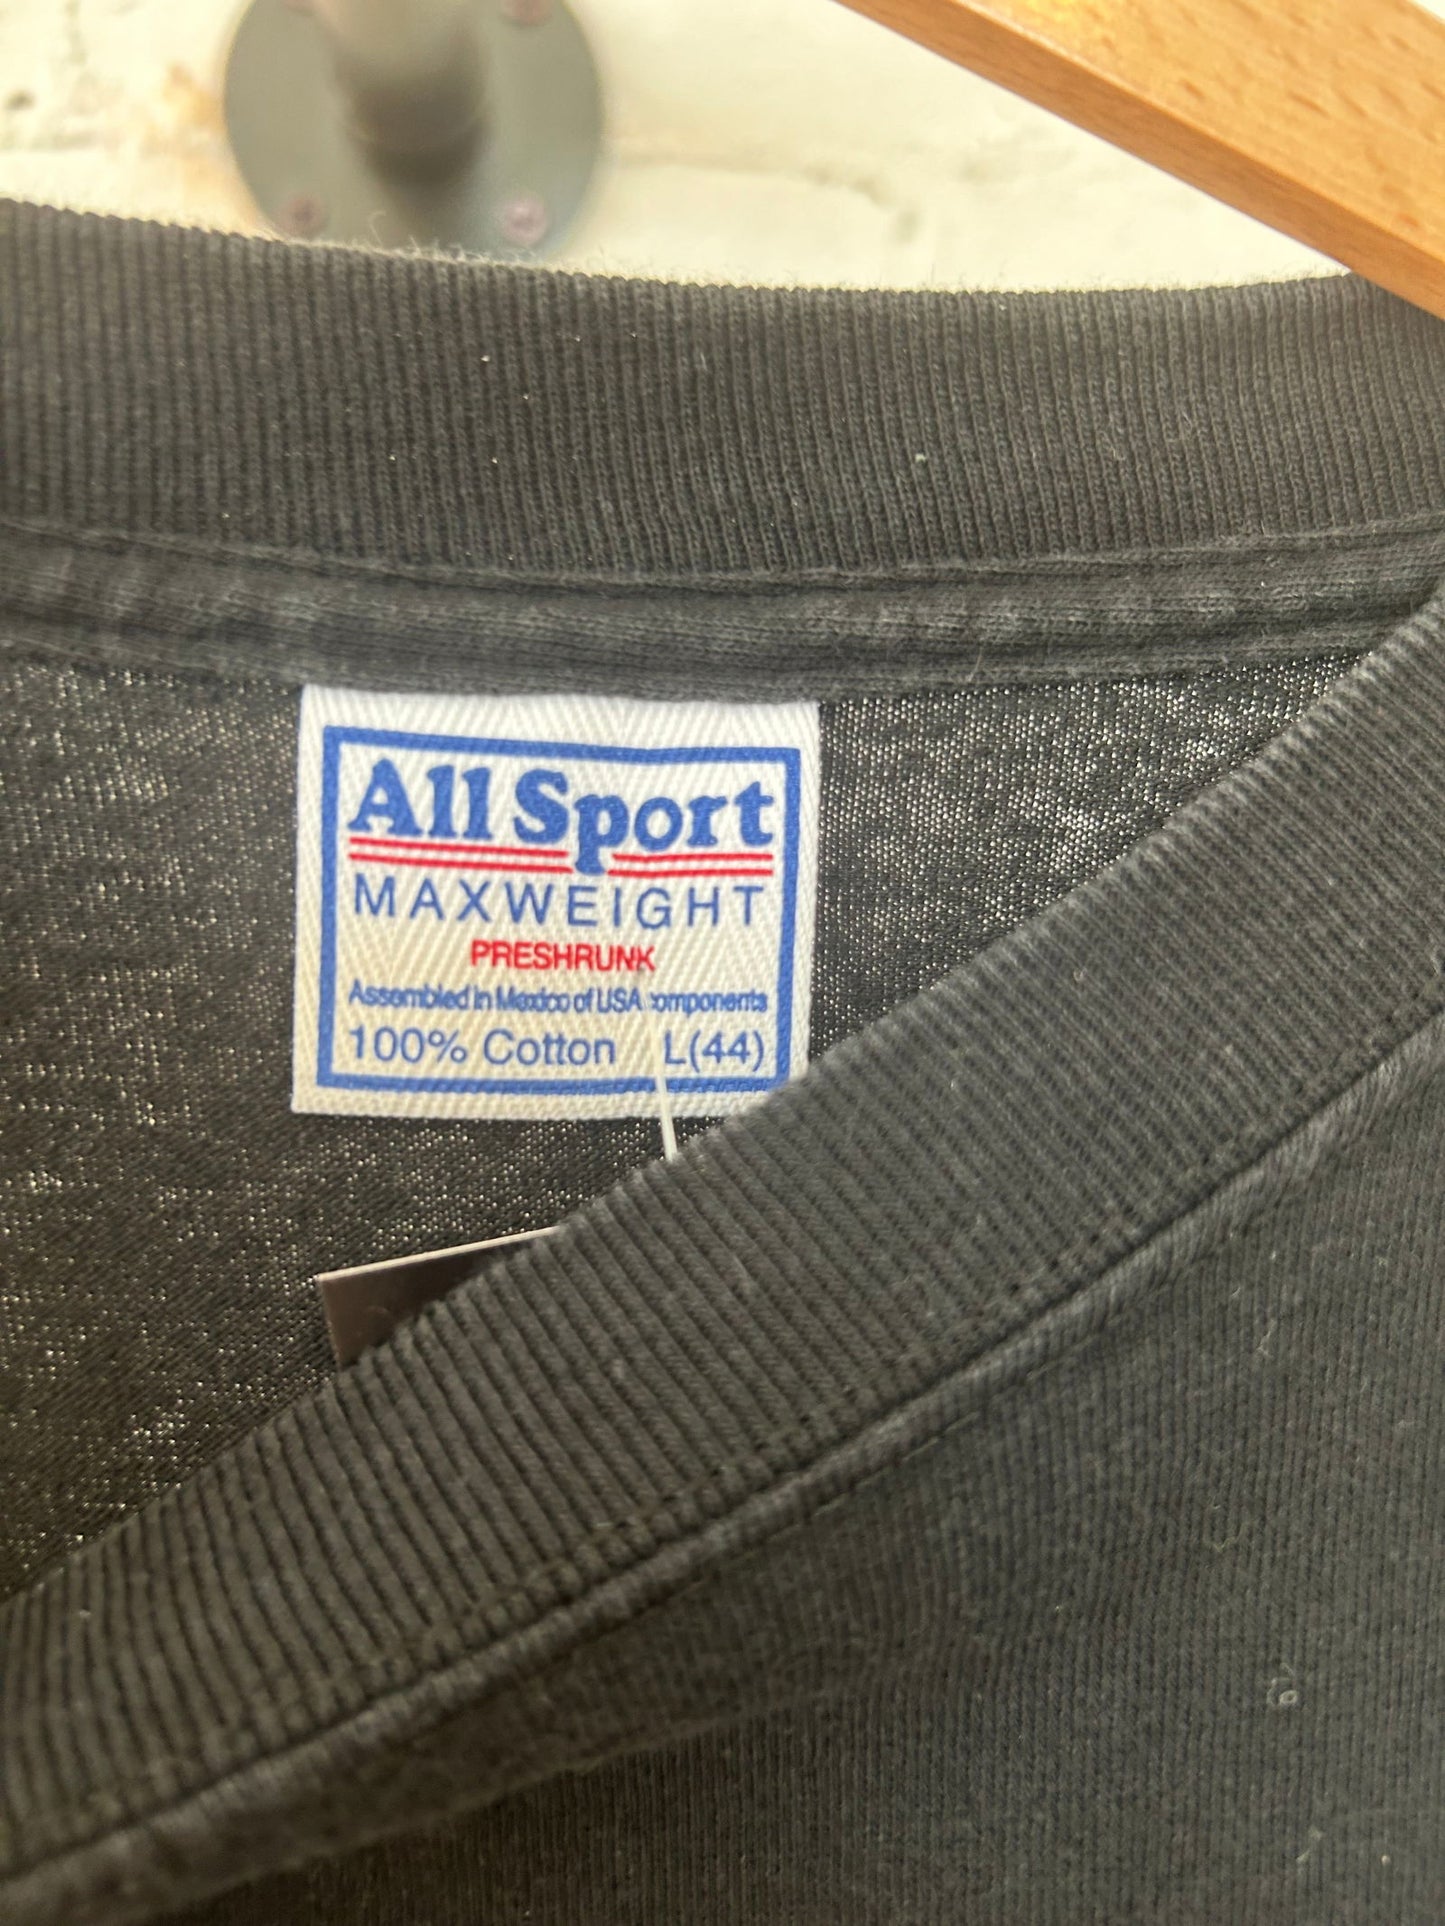 All Sport
MAXWEIGHT
PRESHRUNK
Assembled in Mexico of USA components
100% Cotton L(44)